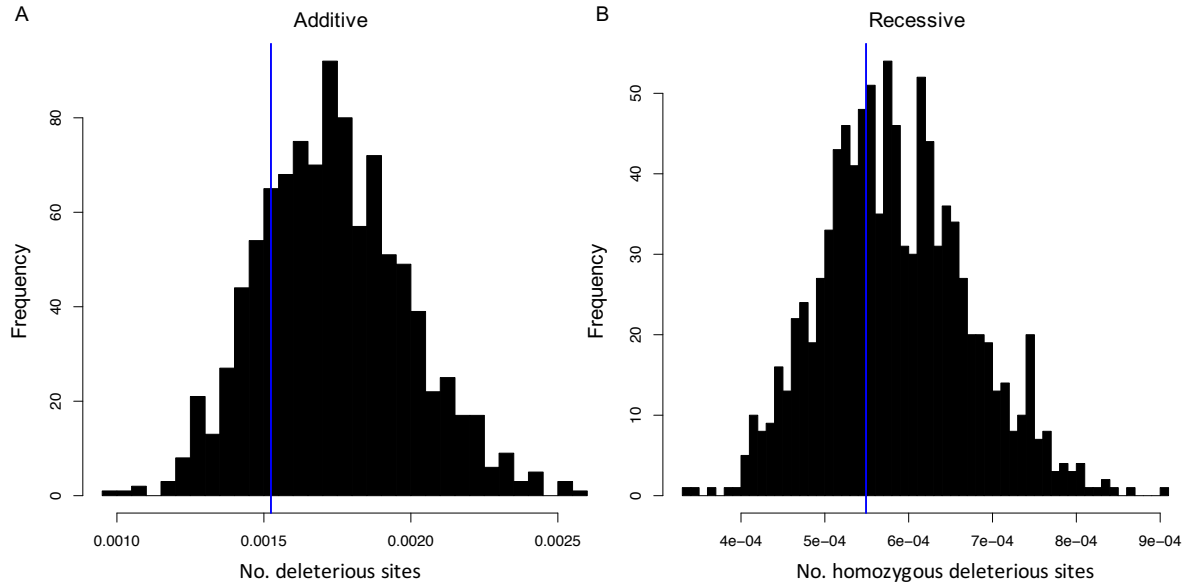 A
Additive
Frequency
0
20
40
60
80
0.0010 0.0015 0.0020 0.0025
No. deleterious sites
B
Recessive
Frequency
0
10
20
30
40
50
4e−04 5e−04 6e−04 7e−04 8e−04 9e−04
No. homozygous deleterious sites